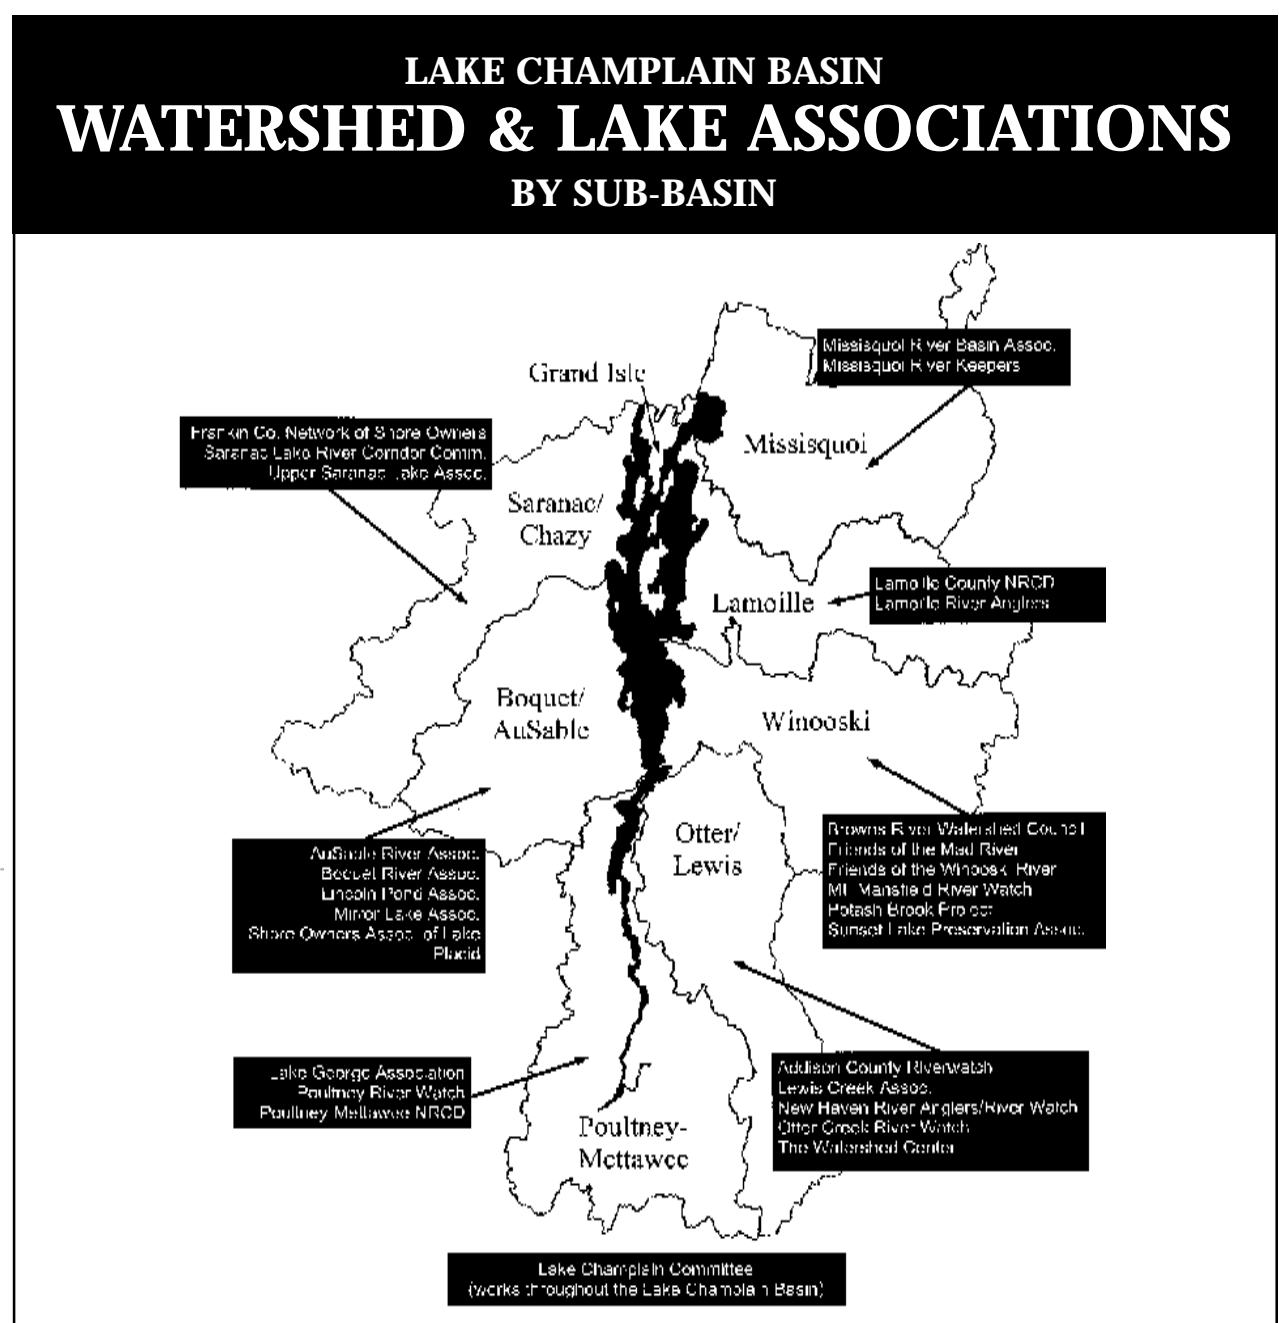 LAKE CHAMPLAIN BASIN
WATERSHED & LAKE ASSOCIATIONS
BY SUB-BASIN
Missisquoi River Basin Assoc.
Missisquoi River Keepers
Grand Isle
Franklin Co. Network of Shore Owners
Saranac Lake River Corridor Comm.
Upper Saranac Lake Assoc.
Missisquoi
Saranac/
Chazy
Lamoille County NRCD
Lamoille River Anglers
Lamoille
Boquet/
AuSable
Winooski
Otter/
Lewis
Browns River Watershed Council
Friends of the Mad River
Friends of the Winooski River
Mt. Mansfield River Watch
Potash Brook Project
Sunset Lake Preservation Assoc.
AuSable River Assoc.
Boquet River Assoc.
Lincoln Pond Assoc.
Mirror Lake Assoc.
Shore Owners Assoc. of Lake
Placid
Lake George Association
Poultney River Watch
Poultney Mettawee NRCD
Addison County Riverwatch
Lewis Creek Assoc.
New Haven River Anglers/River Watch
Otter Creek River Watch
The Watershed Center
Poultney-
Mettawee
Lake Champlain Committee
(works throughout the Lake Champlain Basin)